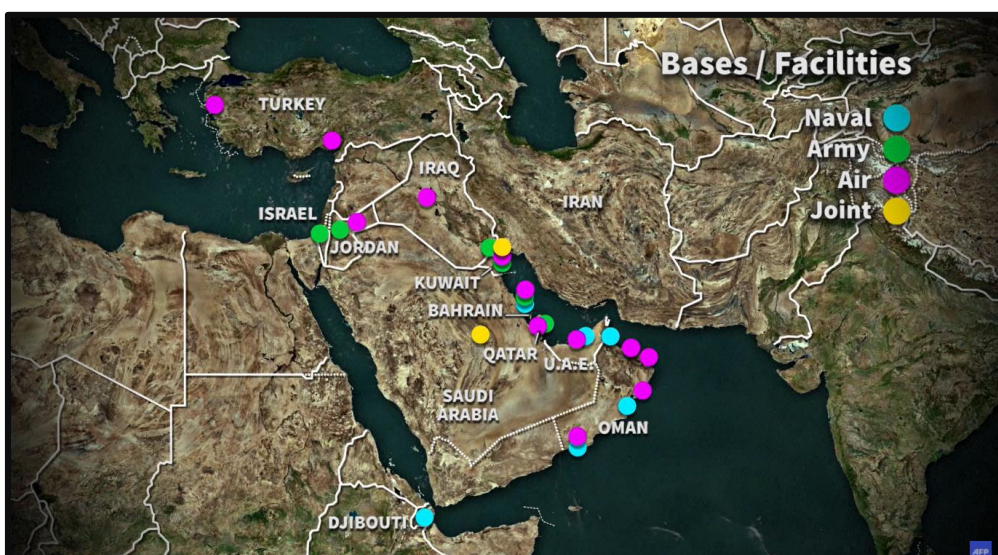 Bases / Facilities
Naval
Army
Air
Joint
TURKEY
IRAQ
IRAN
ISRAEL
JORDAN
KUWAIT
BAHRAIN
QATAR
U.A.E.
SAUDI
ARABIA
OMAN
DJIBOUTI
AFP